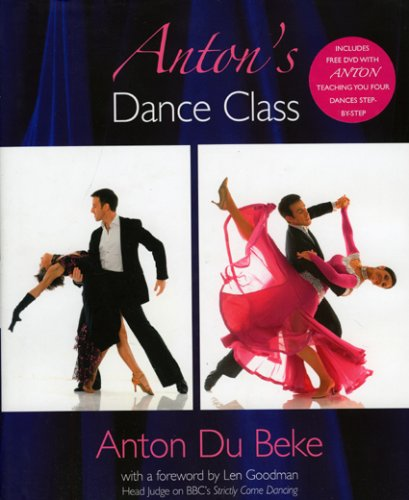 Anton's
Dance Class
INCLUDES
FREE DVD WITH
ANTON
TEACHING YOU FOUR
DANCES STEP-
BY-STEP
Anton Du Beke
with a foreword by Len Goodman
Head Judge on BBC's Strictly Come Dancing